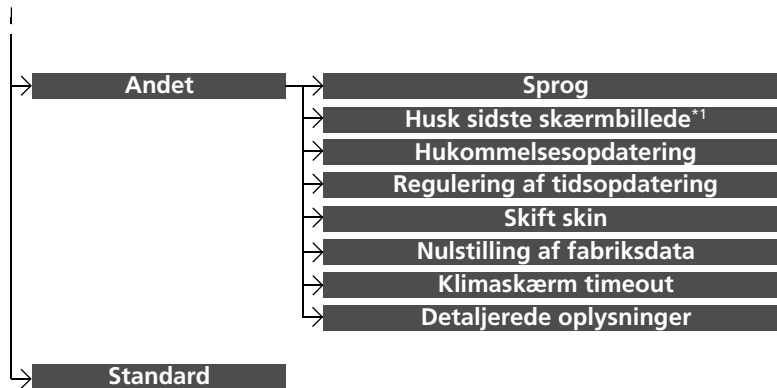 Andet
Sprog
Husk sidste skærmbillede*1
Hukommelsesopdatering
Regulering af tidsopdatering
Skift skin
Nulstilling af fabriksdata
Klimaskærm timeout
Detaljerede oplysninger
Standard